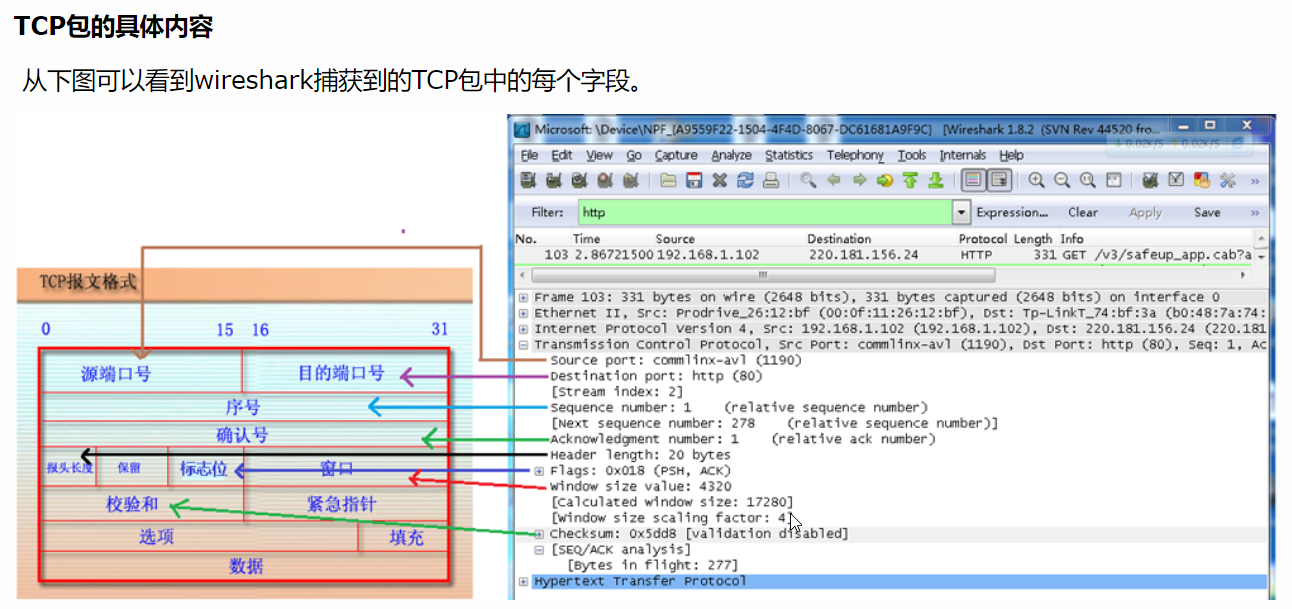 TCP包的具体内容
从下图可以看到wireshark捕获到的TCP包中的每个字段。
TCP报文格式
0 15 16 31
源端口号 目的端口号
序号
确认号
报头长度 保留 标志位 窗口
校验和 紧急指针
选项 填充
数据
Microsoft: \Device\NPF_{A9559F22-1504-4F4D-8067-DC61681A9F9C} [Wireshark 1.8.2 (SVN Rev 44520 fro...
↓ 0.02K/S ↑ 0.02K/S
File Edit View Go Capture Analyze Statistics Telephony Tools Internals Help
Filter: http Expression... Clear Apply Save »
No. Time Source Destination Protocol Length Info
103 2.86721500 192.168.1.102 220.181.156.24 HTTP 331 GET /v3/safeup_app.cab?a
Frame 103: 331 bytes on wire (2648 bits), 331 bytes captured (2648 bits) on interface 0
Ethernet II, Src: Prodrive_26:12:bf (00:0f:11:26:12:bf), Dst: Tp-LinkT_74:bf:3a (b0:48:7a:74:
Internet Protocol Version 4, Src: 192.168.1.102 (192.168.1.102), Dst: 220.181.156.24 (220.181
Transmission Control Protocol, Src Port: commlinx-avl (1190), Dst Port: http (80), Seq: 1, Ac
Source port: commlinx-avl (1190)
Destination port: http (80)
[Stream index: 2]
Sequence number: 1 (relative sequence number)
[Next sequence number: 278 (relative sequence number)]
Acknowledgment number: 1 (relative ack number)
Header length: 20 bytes
Flags: 0x018 (PSH, ACK)
Window size value: 4320
[Calculated window size: 17280]
[Window size scaling factor: 4]
Checksum: 0x5dd8 [validation disabled]
[SEQ/ACK analysis]
[Bytes in flight: 277]
Hypertext Transfer Protocol